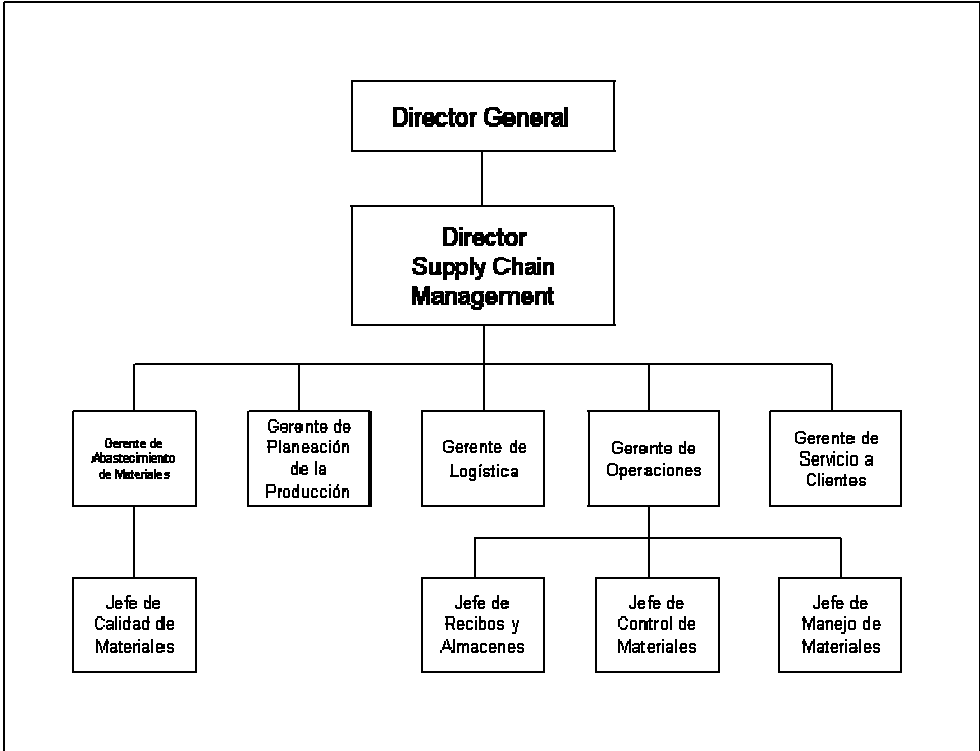 Director General
Director
Supply Chain
Management
Gerente de
Abastecimiento
de Materiales
Gerente de
Planeación
de la
Producción
Gerente de
Logística
Gerente de
Operaciones
Gerente de
Servicio a
Clientes
Jefe de
Calidad de
Materiales
Jefe de
Recibos y
Almacenes
Jefe de
Control de
Materiales
Jefe de
Manejo de
Materiales